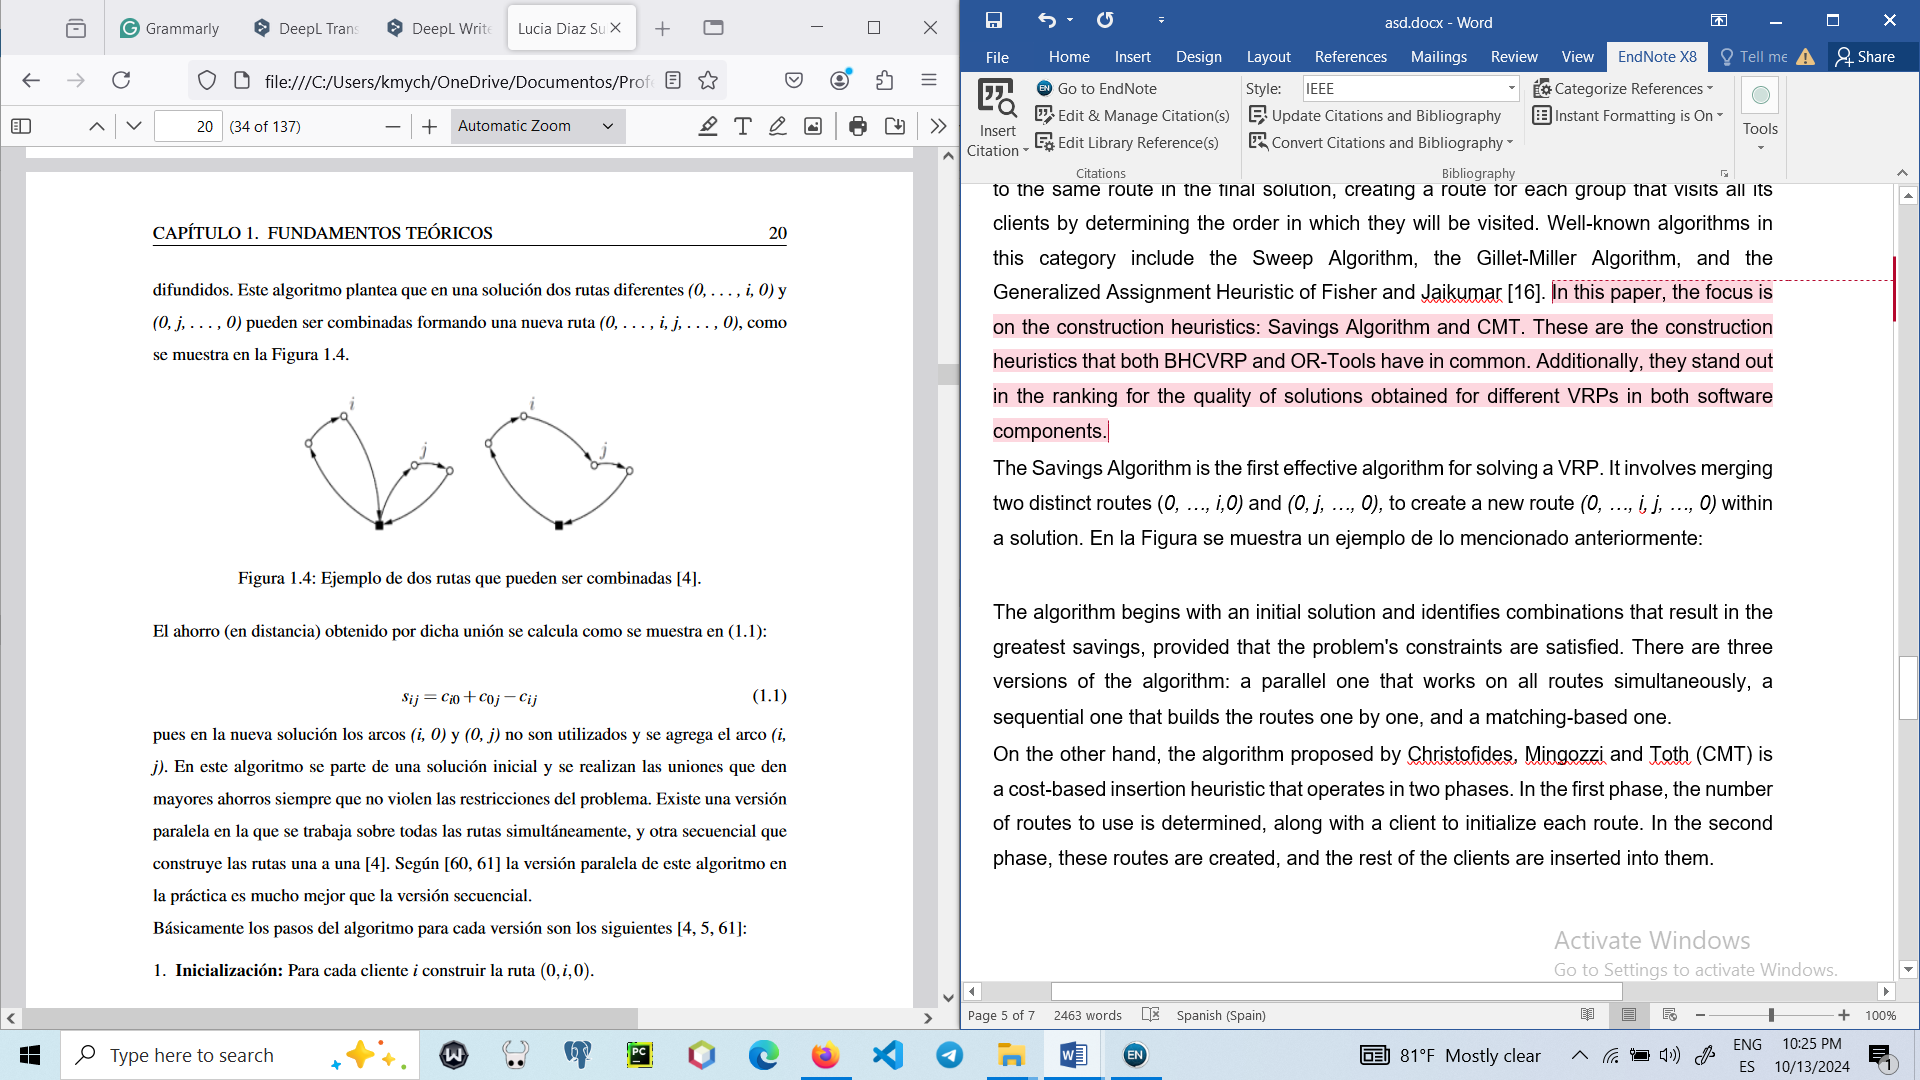 Grammarly
DeepL Trans
DeepL Write
Lucia Diaz Su
file:///C:/Users/kmych/OneDrive/Documentos/Prof
20 (34 of 137)
Automatic Zoom
CAPÍTULO 1. FUNDAMENTOS TEÓRICOS 20
difundidos. Este algoritmo plantea que en una solución dos rutas diferentes (0, . . . , i, 0) y
(0, j, . . . , 0) pueden ser combinadas formando una nueva ruta (0, . . . , i, j, . . . , 0), como
se muestra en la Figura 1.4.
i i
j j
Figura 1.4: Ejemplo de dos rutas que pueden ser combinadas [4].
El ahorro (en distancia) obtenido por dicha unión se calcula como se muestra en (1.1):
sij = ci0 + c0j − cij (1.1)
pues en la nueva solución los arcos (i, 0) y (0, j) no son utilizados y se agrega el arco (i,
j). En este algoritmo se parte de una solución inicial y se realizan las uniones que den
mayores ahorros siempre que no violen las restricciones del problema. Existe una versión
paralela en la que se trabaja sobre todas las rutas simultáneamente, y otra secuencial que
construye las rutas una a una [4]. Según [60, 61] la versión paralela de este algoritmo en
la práctica es mucho mejor que la versión secuencial.
Básicamente los pasos del algoritmo para cada versión son los siguientes [4, 5, 61]:
1. Inicialización: Para cada cliente i construir la ruta (0,i,0).
asd.docx - Word
File Home Insert Design Layout References Mailings Review View EndNote X8 Tell me Share
Insert
Citation
EN Go to EndNote
Edit & Manage Citation(s)
Edit Library Reference(s)
Citations
Style: IEEE
Update Citations and Bibliography
Convert Citations and Bibliography
Bibliography
Categorize References
Instant Formatting is On
Tools
to the same route in the final solution, creating a route for each group that visits all its
clients by determining the order in which they will be visited. Well-known algorithms in
this category include the Sweep Algorithm, the Gillet-Miller Algorithm, and the
Generalized Assignment Heuristic of Fisher and Jaikumar [16]. In this paper, the focus is
on the construction heuristics: Savings Algorithm and CMT. These are the construction
heuristics that both BHCVRP and OR-Tools have in common. Additionally, they stand out
in the ranking for the quality of solutions obtained for different VRPs in both software
components.
The Savings Algorithm is the first effective algorithm for solving a VRP. It involves merging
two distinct routes (0, …, i,0) and (0, j, …, 0), to create a new route (0, …, i, j, …, 0) within
a solution. En la Figura se muestra un ejemplo de lo mencionado anteriormente:
The algorithm begins with an initial solution and identifies combinations that result in the
greatest savings, provided that the problem's constraints are satisfied. There are three
versions of the algorithm: a parallel one that works on all routes simultaneously, a
sequential one that builds the routes one by one, and a matching-based one.
On the other hand, the algorithm proposed by Christofides, Mingozzi and Toth (CMT) is
a cost-based insertion heuristic that operates in two phases. In the first phase, the number
of routes to use is determined, along with a client to initialize each route. In the second
phase, these routes are created, and the rest of the clients are inserted into them.
Activate Windows
Go to Settings to activate Windows.
Page 5 of 7 2463 words Spanish (Spain) 100%
Type here to search
PC
EN
81°F Mostly clear
ENG
ES
10:25 PM
10/13/2024
1